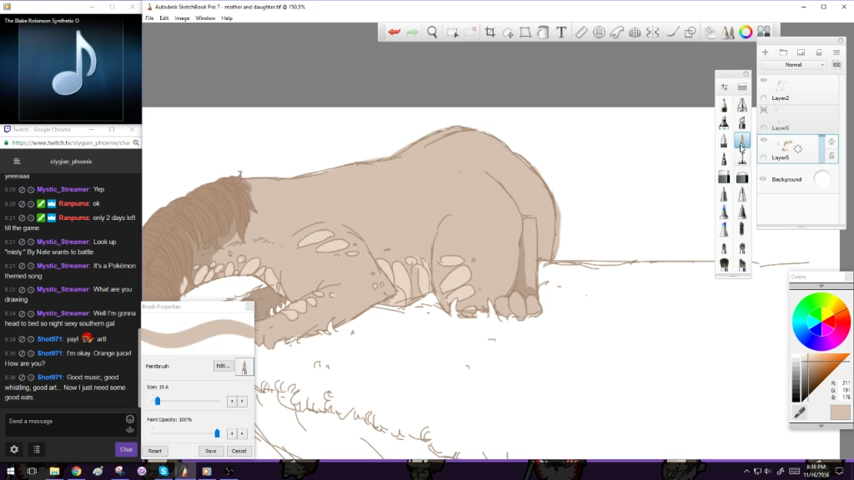 The Blake Robinson Synthetic O
Autodesk SketchBook Pro 7 - mother and daughter.tif @ 150.5%
File Edit Image Window Help
Twitch - Google Chrome
https://www.twitch.tv/stygian_phoenix/cha
stygian_phoenix
yeeeaaa
8:20 Mystic_Streamer: Yep
8:20 Ranpuma: ok
8:21 Ranpuma: only 2 days left
till the game
8:21 Mystic_Streamer: Look up
"misty" By Nate wants to battle
8:21 Mystic_Streamer: It's a Pokémon
themed song
8:22 Mystic_Streamer: What are you
drawing
8:24 Mystic_Streamer: Well I'm gonna
head to bed so night sexy southern gal
8:34 Shot971: yay! art!
8:35 Shot971: I'm okay. Orange juice!
How are you?
8:38 Shot971: Good music, good
whistling, good art... Now I just need some
good eats.
Send a message
Chat
Brush Properties
Paintbrush
Edit...
Size: 19.6
Paint Opacity: 100%
Reset Save Cancel
Normal
Layer2
Layer6
Layer5
Background
Colors
R: 211
G: 191
B: 176
8:38 PM
11/14/2016